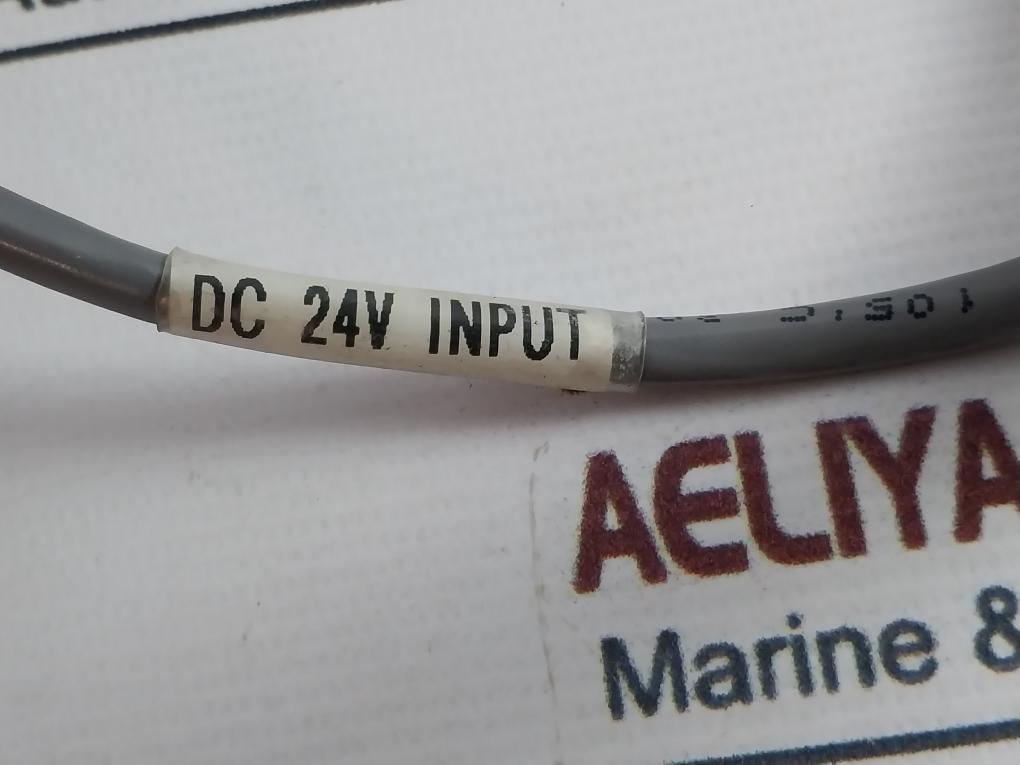 DC 24V INPUT
AELIYA
Marine &